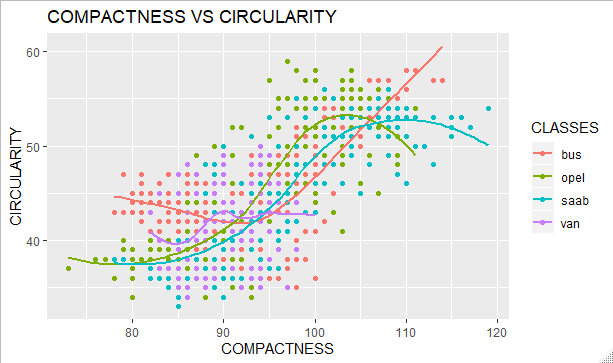 COMPACTNESS VS CIRCULARITY
60
50
40
CIRCULARITY
80
90
100
110
120
COMPACTNESS
CLASSES
bus
opel
saab
van